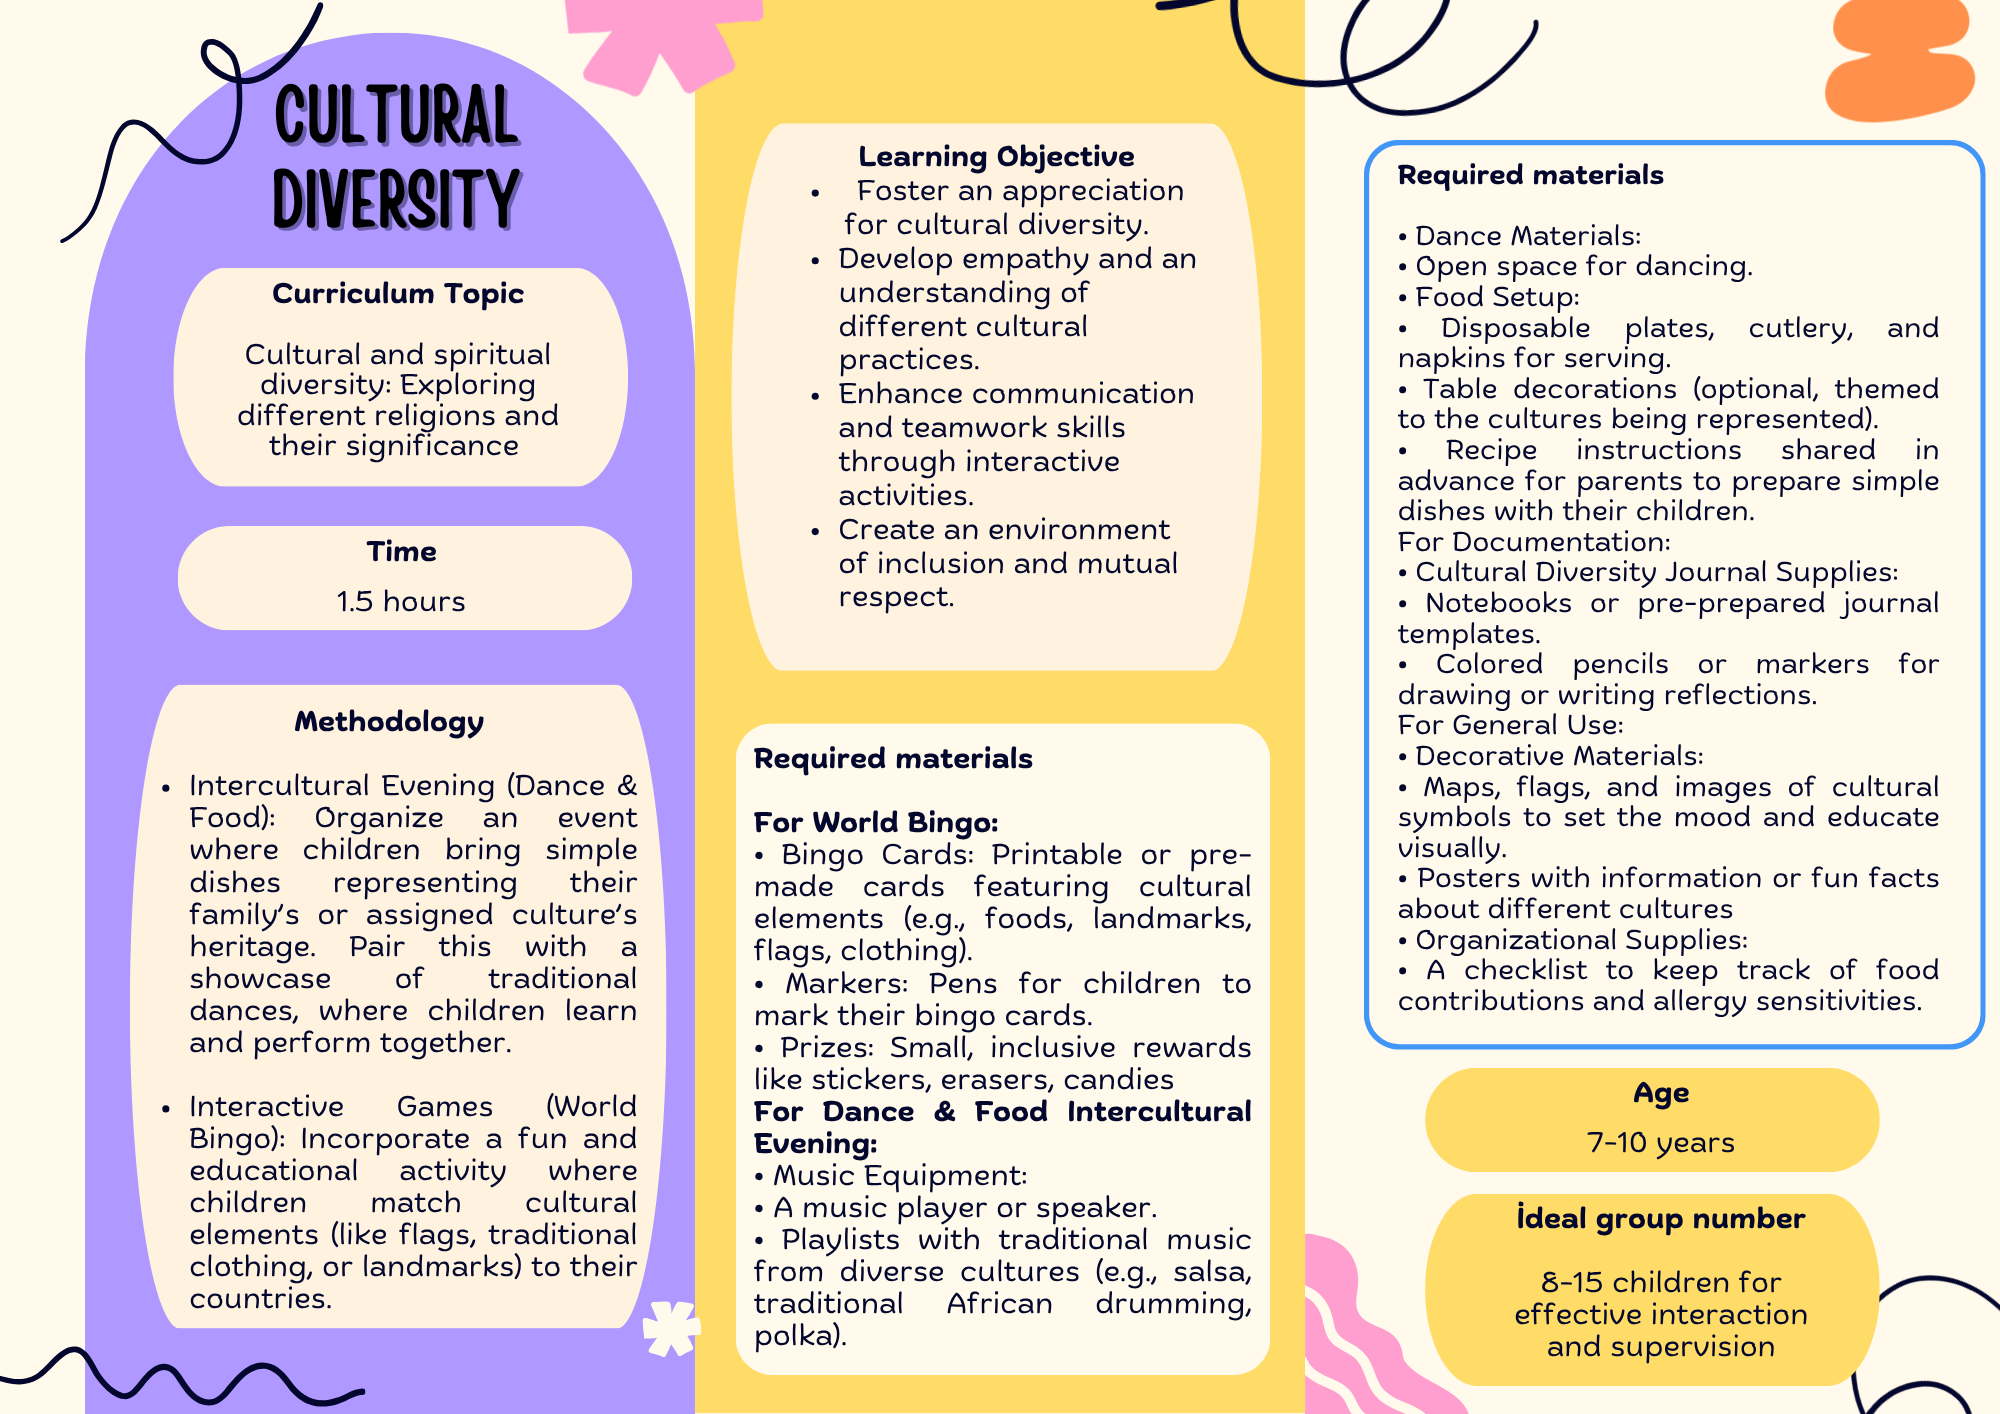 CULTURAL
DIVERSITY
Curriculum Topic
Cultural and spiritual
diversity: Exploring
different religions and
their significance
Time
1.5 hours
Methodology
• Intercultural Evening (Dance &
Food): Organize an event
where children bring simple
dishes representing their
family's or assigned culture's
heritage. Pair this with a
showcase of traditional
dances, where children learn
and perform together.
• Interactive Games (World
Bingo): Incorporate a fun and
educational activity where
children match cultural
elements (like flags, traditional
clothing, or landmarks) to their
countries.
Learning Objective
• Foster an appreciation
for cultural diversity.
• Develop empathy and an
understanding of
different cultural
practices.
• Enhance communication
and teamwork skills
through interactive
activities.
• Create an environment
of inclusion and mutual
respect.
Required materials
For World Bingo:
• Bingo Cards: Printable or pre-
made cards featuring cultural
elements (e.g., foods, landmarks,
flags, clothing).
• Markers: Pens for children to
mark their bingo cards.
• Prizes: Small, inclusive rewards
like stickers, erasers, candies
For Dance & Food Intercultural
Evening:
• Music Equipment:
• A music player or speaker.
• Playlists with traditional music
from diverse cultures (e.g., salsa,
traditional African drumming,
polka).
Required materials
• Dance Materials:
• Open space for dancing.
• Food Setup:
• Disposable plates, cutlery, and
napkins for serving.
• Table decorations (optional, themed
to the cultures being represented).
• Recipe instructions shared in
advance for parents to prepare simple
dishes with their children.
For Documentation:
• Cultural Diversity Journal Supplies:
• Notebooks or pre-prepared journal
templates.
• Colored pencils or markers for
drawing or writing reflections.
For General Use:
• Decorative Materials:
• Maps, flags, and images of cultural
symbols to set the mood and educate
visually.
• Posters with information or fun facts
about different cultures
• Organizational Supplies:
• A checklist to keep track of food
contributions and allergy sensitivities.
Age
7-10 years
İdeal group number
8-15 children for
effective interaction
and supervision